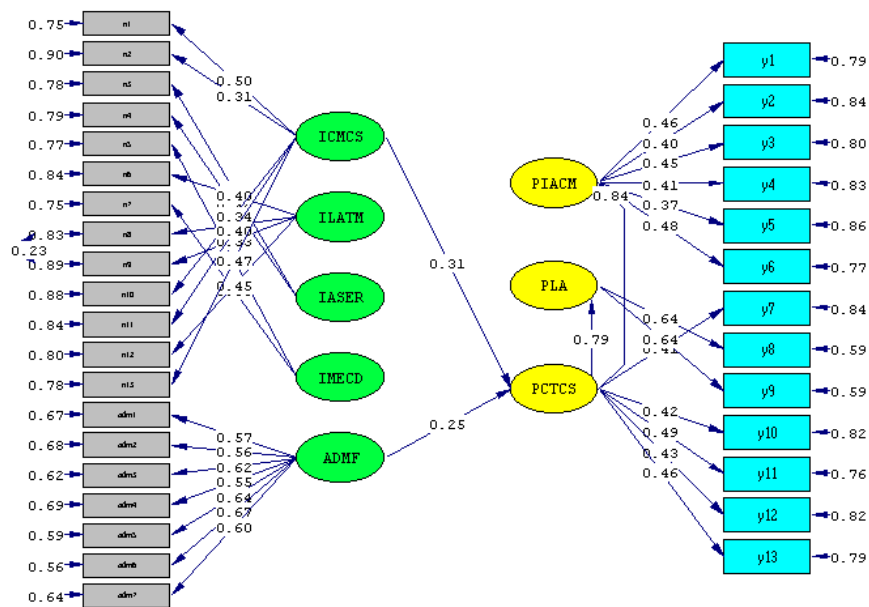 0.75 n1
0.90 n2
0.78 n3
0.79 n4
0.77 n5
0.84 n6
0.75 n7
0.83 n8
0.23
0.89 n9
0.88 n10
0.84 n11
0.80 n12
0.78 n13
0.67 adm1
0.68 adm2
0.62 adm3
0.69 adm4
0.59 adm5
0.56 adm6
0.64 adm7
0.50
0.31
0.40
0.34
0.40
0.33
0.47
0.45
0.57
0.56
0.62
0.55
0.64
0.67
0.60
ICMCS
ILATM
IASER
IMECD
ADMF
0.31
0.25
PIACM
PLA
PCTCS
0.79
0.84
0.46
0.40
0.45
0.41
0.37
0.48
0.64
0.64
0.41
0.42
0.49
0.43
0.46
y1 0.79
y2 0.84
y3 0.80
y4 0.83
y5 0.86
y6 0.77
y7 0.84
y8 0.59
y9 0.59
y10 0.82
y11 0.76
y12 0.82
y13 0.79